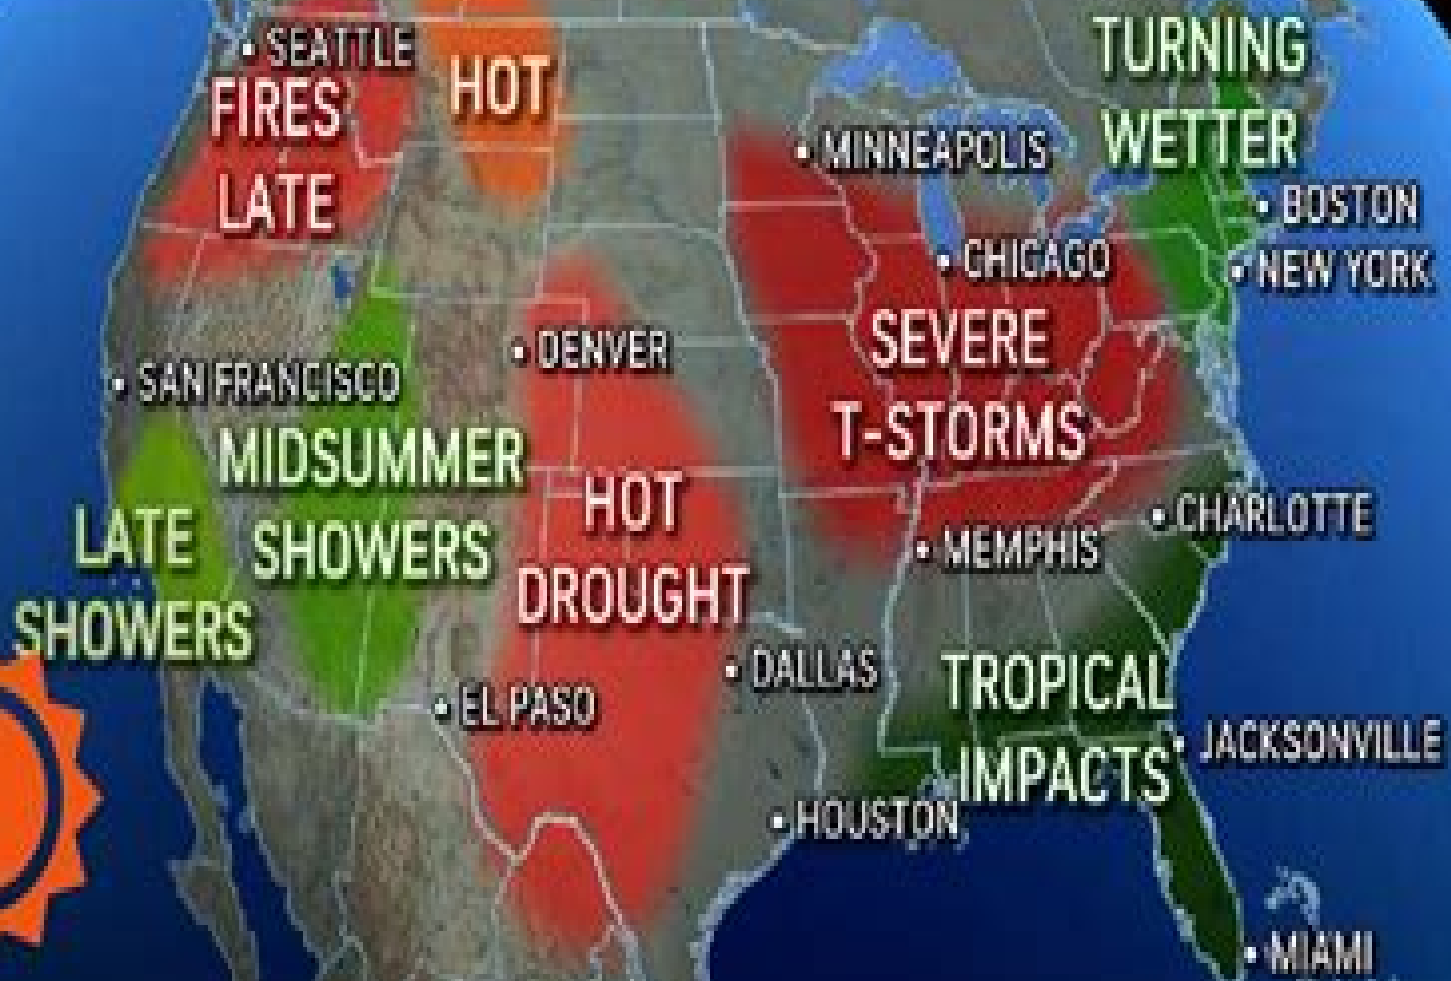 SEATTLE
FIRES
LATE
HOT
TURNING
WETTER
MINNEAPOLIS
BOSTON
NEW YORK
CHICAGO
SEVERE
T-STORMS
DENVER
SAN FRANCISCO
MIDSUMMER
SHOWERS
LATE
SHOWERS
HOT
DROUGHT
CHARLOTTE
MEMPHIS
DALLAS
EL PASO
TROPICAL
IMPACTS
JACKSONVILLE
HOUSTON
MIAMI